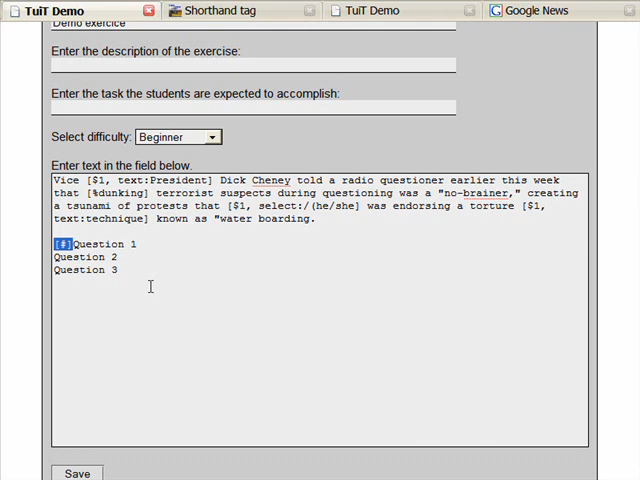 TuiT Demo
Shorthand tag
TuiT Demo
Google News
Demo exercice
Enter the description of the exercise:
Enter the task the students are expected to accomplish:
Select difficulty: Beginner
Enter text in the field below.
Vice [$1, text:President] Dick Cheney told a radio questioner earlier this week
that [%dunking] terrorist suspects during questioning was a "no-brainer," creating
a tsunami of protests that [$1, select:/(he/she] was endorsing a torture [$1,
text:technique] known as "water boarding.
[#]Question 1
Question 2
Question 3
Save